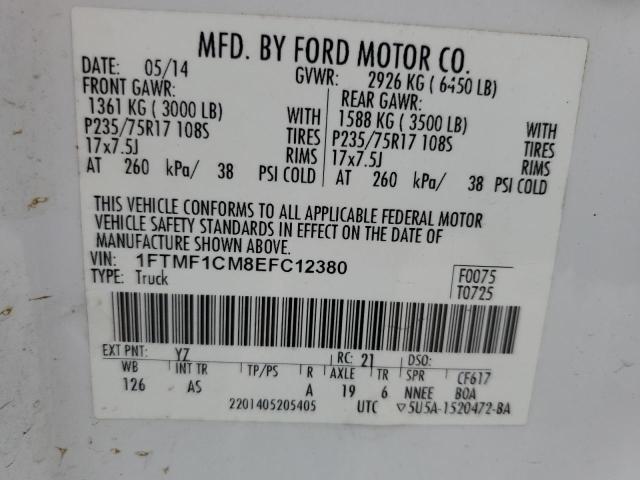 MFD. BY FORD MOTOR CO.
DATE: 05/14 GVWR: 2926 KG ( 6450 LB)
FRONT GAWR: REAR GAWR:
1361 KG ( 3000 LB) WITH 1588 KG ( 3500 LB) WITH
P235/75R17 108S TIRES P235/75R17 108S TIRES
17x7.5J RIMS 17x7.5J RIMS
AT 260 kPa/ 38 PSI COLD AT 260 kPa/ 38 PSI COLD
THIS VEHICLE CONFORMS TO ALL APPLICABLE FEDERAL MOTOR
VEHICLE SAFETY STANDARDS IN EFFECT ON THE DATE OF
MANUFACTURE SHOWN ABOVE.
VIN: 1FTMF1CM8EFC12380
TYPE: Truck
F0075
T0725
EXT PNT: YZ RC: 21 DSO:
WB INT TR TP/PS R AXLE TR SPR CF617
126 AS A 19 6 NNEE BOA
2201405205405 UTC ▽5U5A-1520472-BA